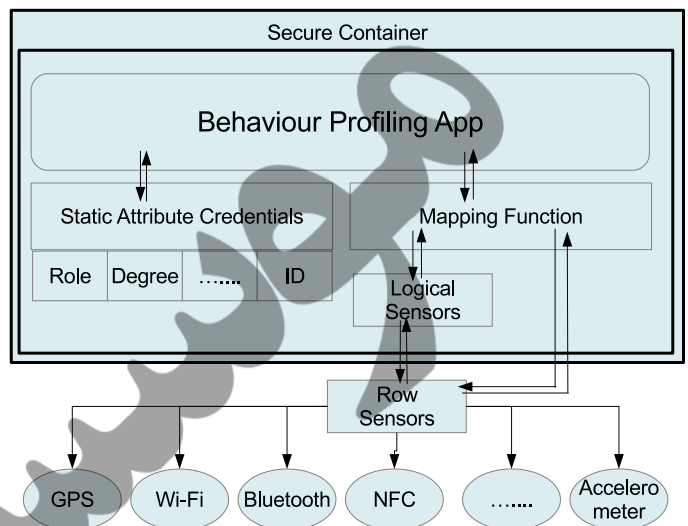 Secure Container
Behaviour Profiling App
Static Attribute Credentials
Mapping Function
Role Degree ....... ID
Logical
Sensors
Row
Sensors
GPS Wi-Fi Bluetooth NFC ....... Accelero
meter